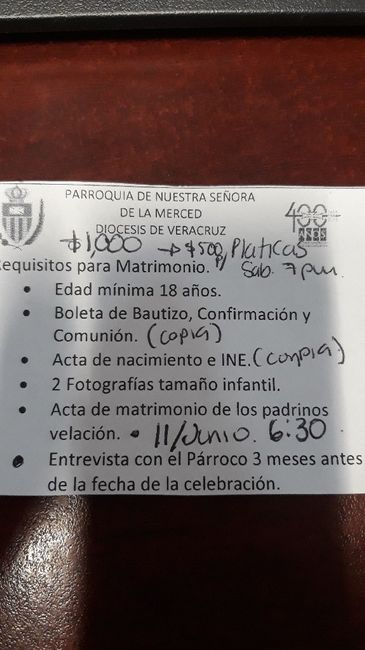 PARROQUIA DE NUESTRA SEÑORA
DE LA MERCED
DIOCESIS DE VERACRUZ
400
$1,000 → $500 p/ Platicas
Sab. 7pm.
equisitos para Matrimonio.
• Edad mínima 18 años.
• Boleta de Bautizo, Confirmación y
Comunión. (copia)
• Acta de nacimiento e INE. (copia)
• 2 Fotografías tamaño infantil.
• Acta de matrimonio de los padrinos
velación. • 11/Junio. 6:30.
• Entrevista con el Párroco 3 meses antes
de la fecha de la celebración.